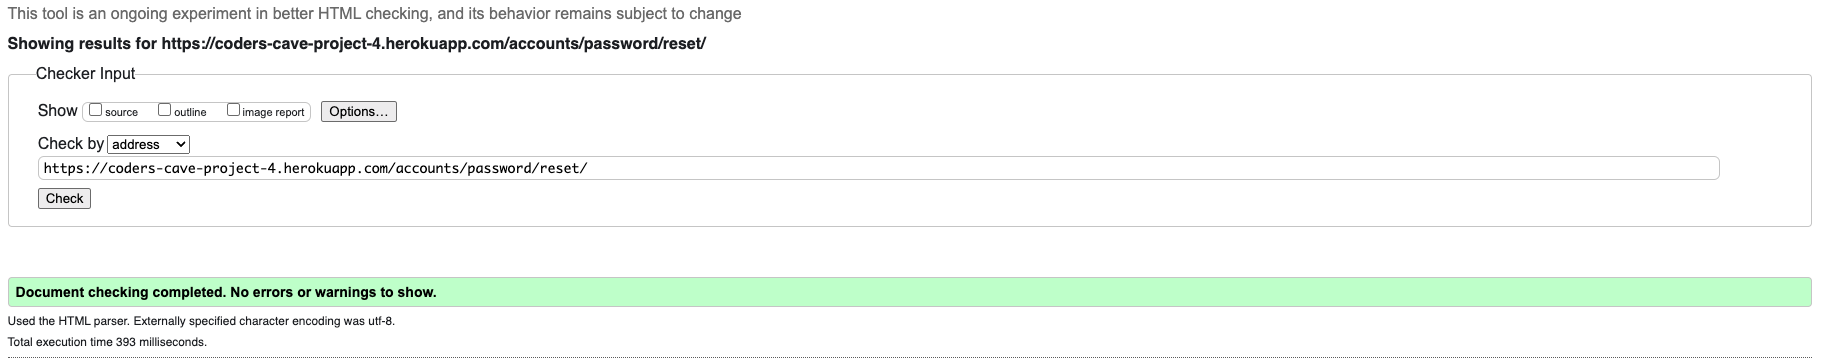 This tool is an ongoing experiment in better HTML checking, and its behavior remains subject to change
Showing results for https://coders-cave-project-4.herokuapp.com/accounts/password/reset/
Checker Input
Show source outline image report Options...
Check by address
https://coders-cave-project-4.herokuapp.com/accounts/password/reset/
Check
Document checking completed. No errors or warnings to show.
Used the HTML parser. Externally specified character encoding was utf-8.
Total execution time 393 milliseconds.